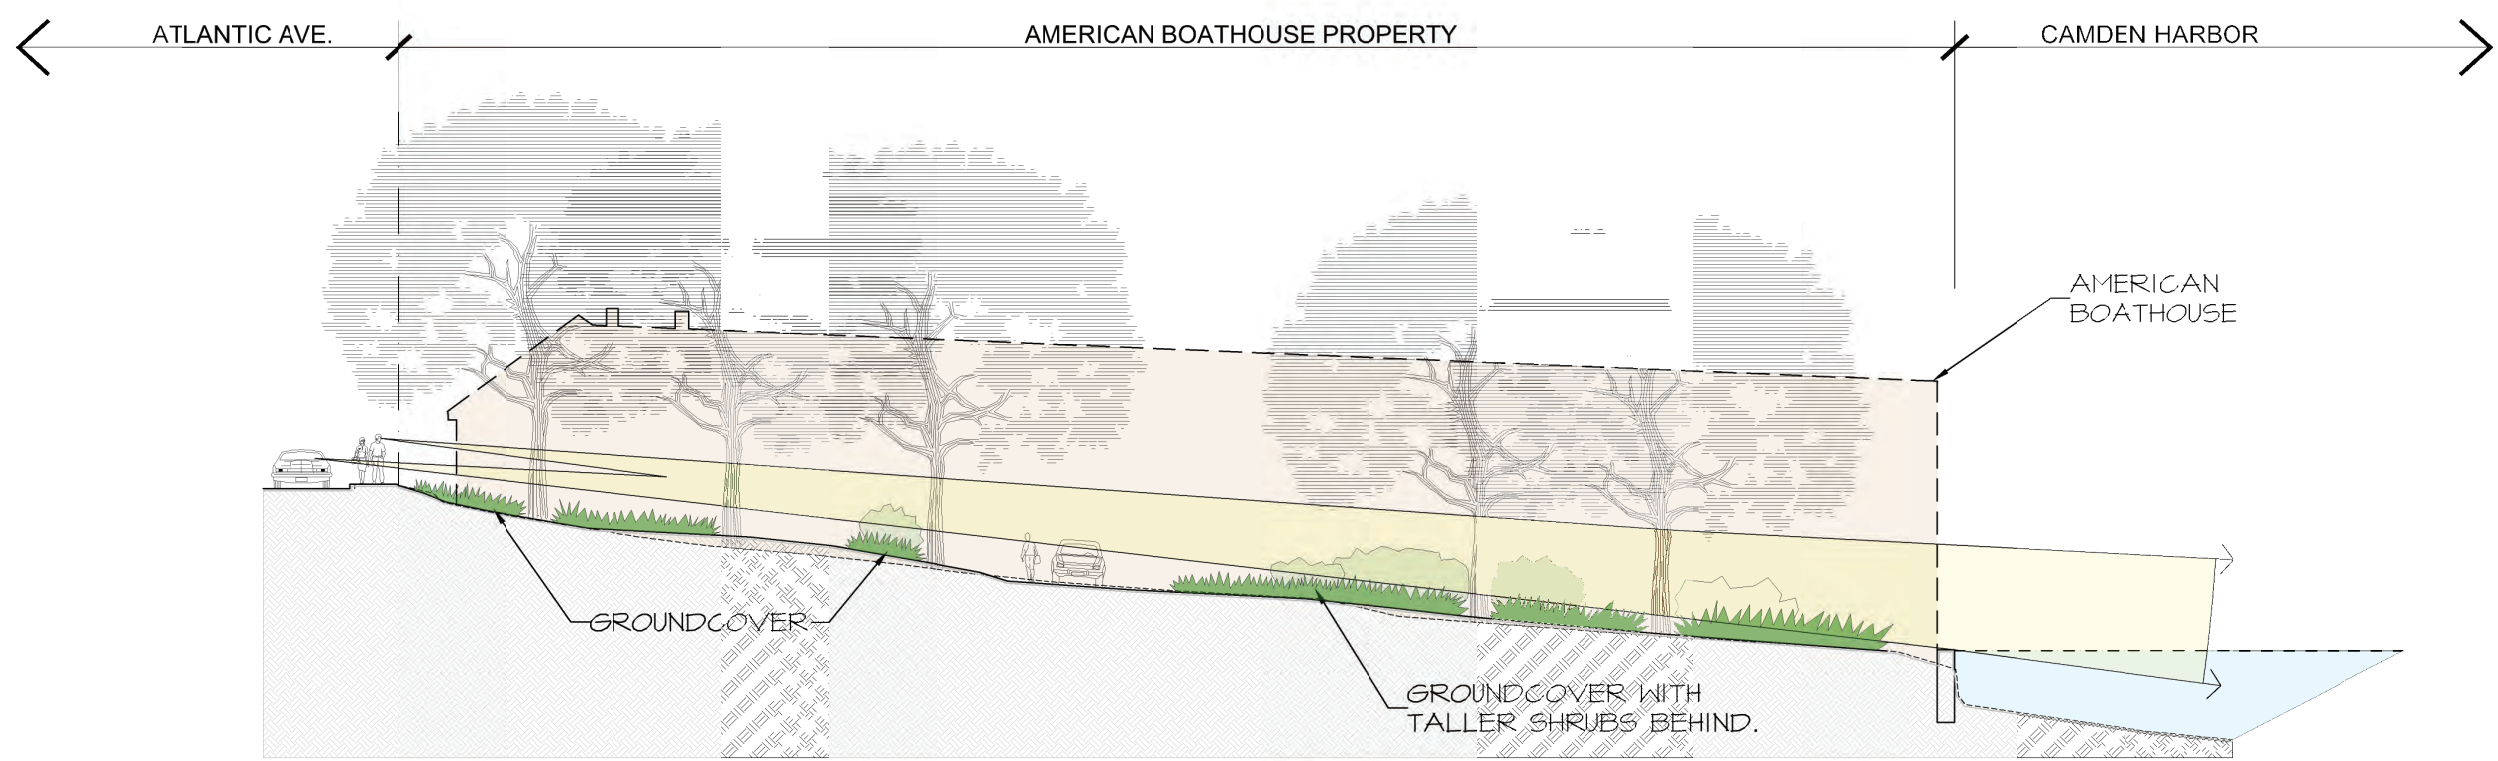 ATLANTIC AVE.
AMERICAN BOATHOUSE PROPERTY
CAMDEN HARBOR
AMERICAN
BOATHOUSE
GROUNDCOVER
GROUNDCOVER WITH
TALLER SHRUBS BEHIND.